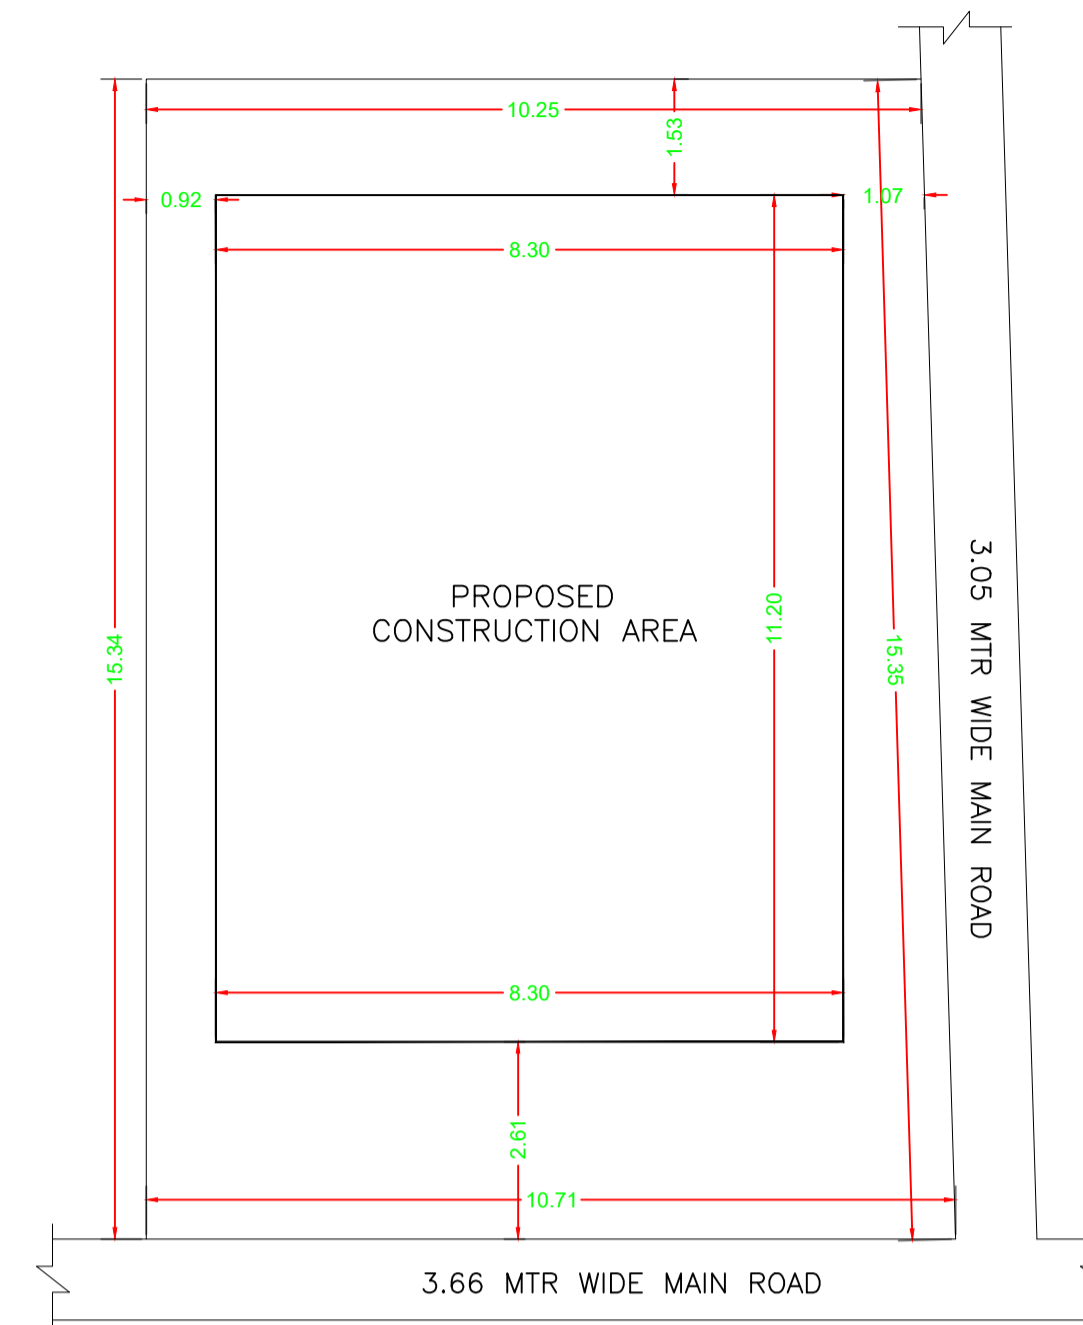 10.25
1.53
0.92
1.07
8.30
PROPOSED
CONSTRUCTION AREA
11.20
15.34
15.35
3.05 MTR WIDE MAIN ROAD
8.30
2.61
10.71
3.66 MTR WIDE MAIN ROAD